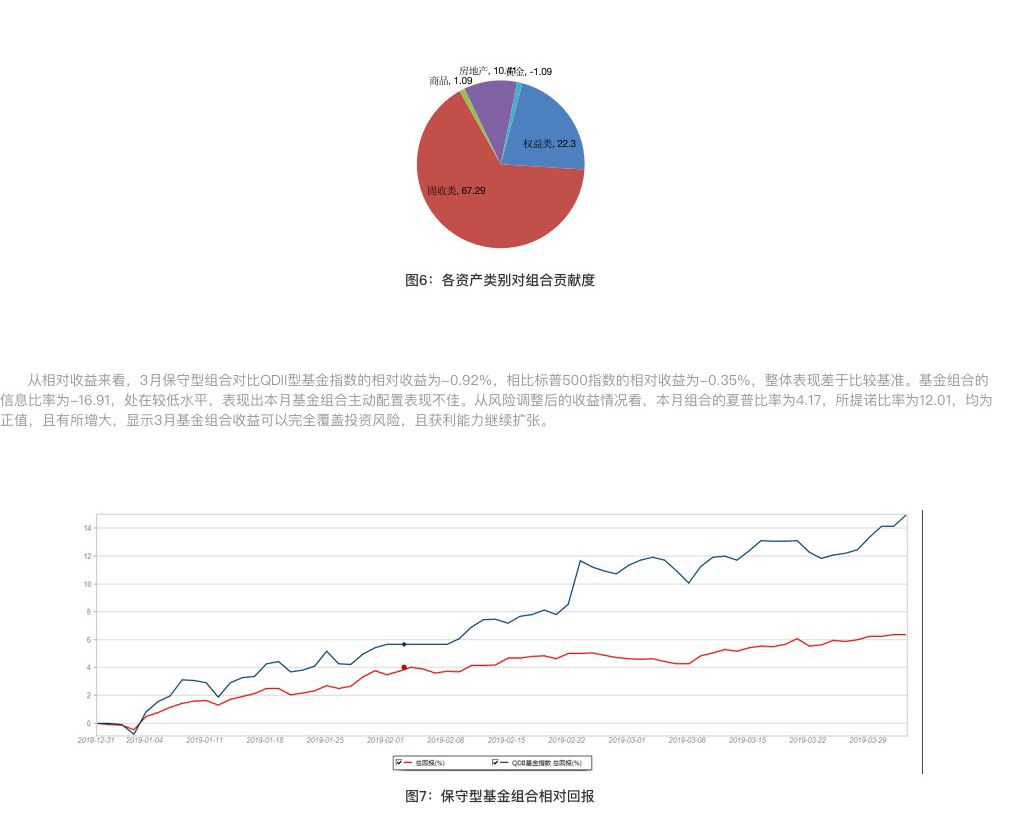 房地产, 10.41
黄金, -1.09
商品, 1.09
权益类, 22.3
固收类, 67.29
图6：各资产类别对组合贡献度
从相对收益来看，3月保守型组合对比QDII型基金指数的相对收益为-0.92%，相比标普500指数的相对收益为-0.35%，整体表现差于比较基准。基金组合的
信息比率为-16.91，处在较低水平，表现出本月基金组合主动配置表现不佳。从风险调整后的收益情况看，本月组合的夏普比率为4.17，所提诺比率为12.01，均为
正值，且有所增大，显示3月基金组合收益可以完全覆盖投资风险，且获利能力继续扩张。
14
12
10
8
6
4
2
0
2018-12-31 2019-01-04 2019-01-11 2019-01-18 2019-01-25 2019-02-01 2019-02-08 2019-02-15 2019-02-22 2019-03-01 2019-03-08 2019-03-15 2019-03-22 2019-03-29
总回报(%) QDII基金指数 总回报(%)
图7：保守型基金组合相对回报